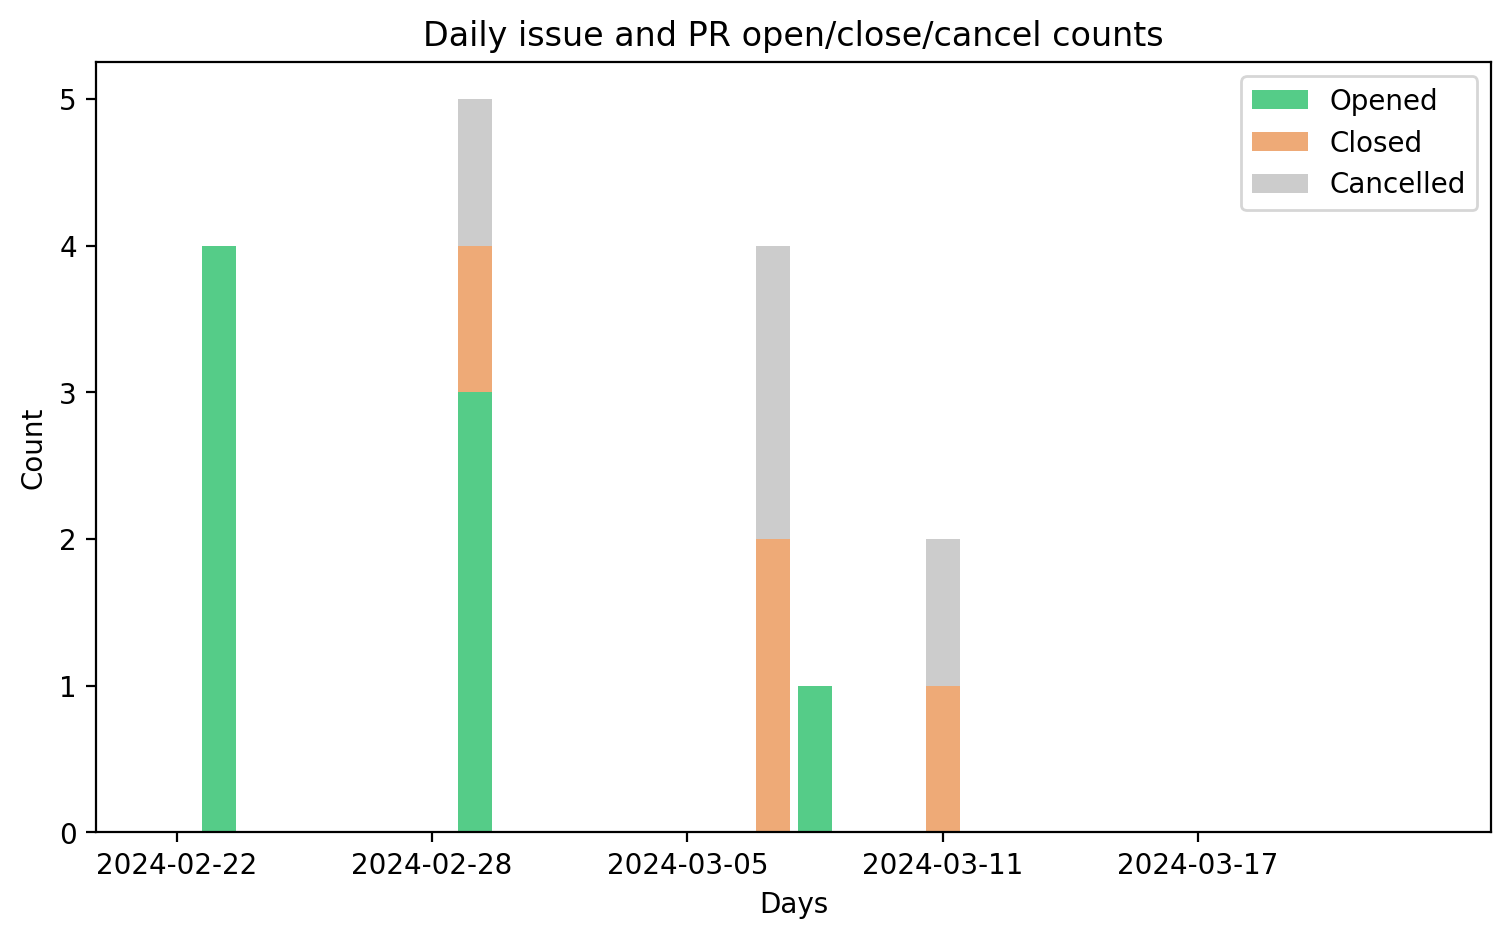 Daily issue and PR open/close/cancel counts
Opened
Closed
Cancelled
5
4
3
2
1
0
Count
2024-02-22
2024-02-28
2024-03-05
2024-03-11
2024-03-17
Days